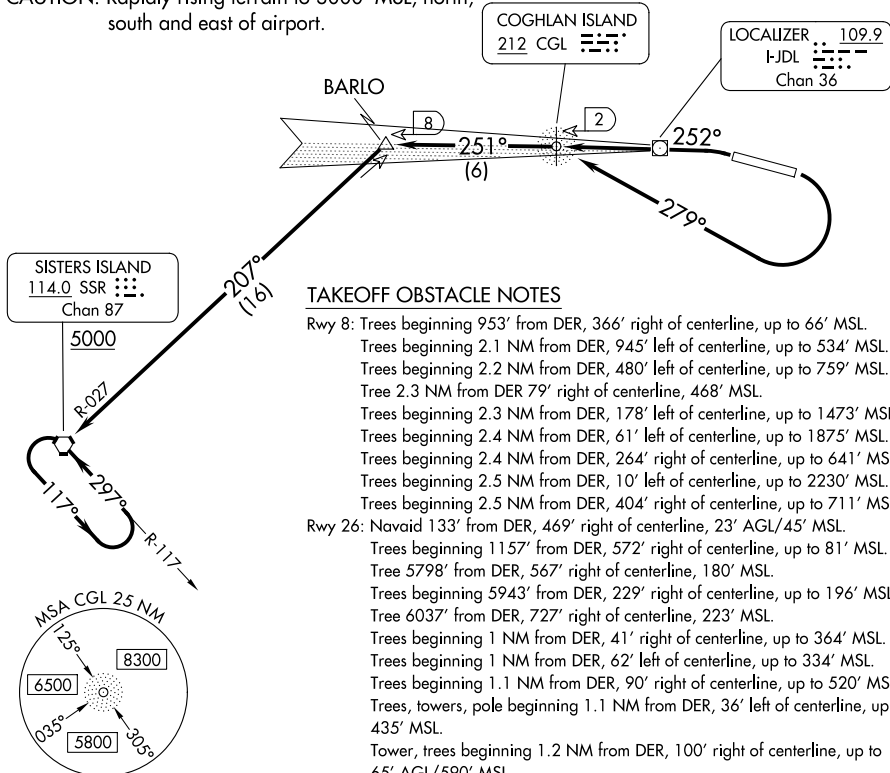 CAUTION: Rapidly rising terrain to 5000' MSL, north,
south and east of airport.
COGHLAN ISLAND
212 CGL
LOCALIZER 109.9
I-JDL
Chan 36
BARLO
8
2
251°
(6)
252°
279°
207°
(16)
SISTERS ISLAND
114.0 SSR
Chan 87
5000
R-027
297°
117°
R-117
TAKEOFF OBSTACLE NOTES
Rwy 8: Trees beginning 953' from DER, 366' right of centerline, up to 66' MSL.
Trees beginning 2.1 NM from DER, 945' left of centerline, up to 534' MSL.
Trees beginning 2.2 NM from DER, 480' left of centerline, up to 759' MSL.
Tree 2.3 NM from DER 79' right of centerline, 468' MSL.
Trees beginning 2.3 NM from DER, 178' left of centerline, up to 1473' MSL
Trees beginning 2.4 NM from DER, 61' left of centerline, up to 1875' MSL.
Trees beginning 2.4 NM from DER, 264' right of centerline, up to 641' MS
Trees beginning 2.5 NM from DER, 10' left of centerline, up to 2230' MSL.
Trees beginning 2.5 NM from DER, 404' right of centerline, up to 711' MS
Rwy 26: Navaid 133' from DER, 469' right of centerline, 23' AGL/45' MSL.
Trees beginning 1157' from DER, 572' right of centerline, up to 81' MSL.
Tree 5798' from DER, 567' right of centerline, 180' MSL.
Trees beginning 5943' from DER, 229' right of centerline, up to 196' MSL
Tree 6037' from DER, 727' right of centerline, 223' MSL.
Trees beginning 1 NM from DER, 41' right of centerline, up to 364' MSL.
Trees beginning 1 NM from DER, 62' left of centerline, up to 334' MSL.
Trees beginning 1.1 NM from DER, 90' right of centerline, up to 520' MS
Trees, towers, pole beginning 1.1 NM from DER, 36' left of centerline, up
435' MSL.
Tower, trees beginning 1.2 NM from DER, 100' right of centerline, up to
65' AGL/590' MSL.
MSA CGL 25 NM
125°
8300
6500
035°
5800
305°